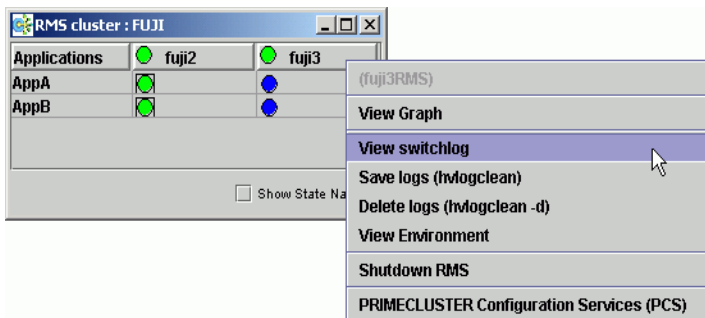 RMS cluster : FUJI
Applications fuji2 fuji3
AppA
AppB
Show State Na
(fuji3RMS)
View Graph
View switchlog
Save logs (hvlogclean)
Delete logs (hvlogclean -d)
View Environment
Shutdown RMS
PRIMECLUSTER Configuration Services (PCS)